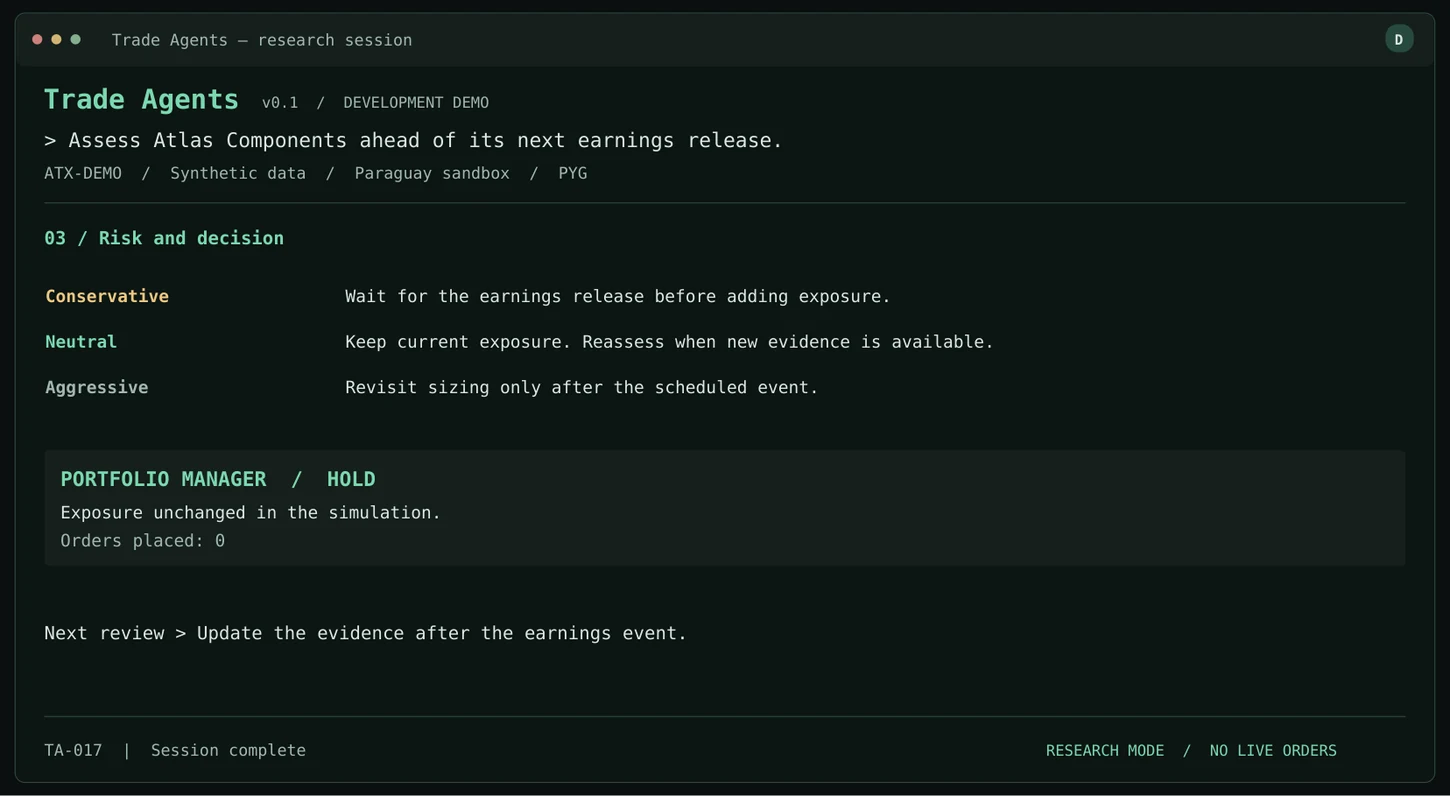 Trade Agents — research session
D
Trade Agents v0.1 / DEVELOPMENT DEMO
> Assess Atlas Components ahead of its next earnings release.
ATX-DEMO / Synthetic data / Paraguay sandbox / PYG
03 / Risk and decision
Conservative Wait for the earnings release before adding exposure.
Neutral Keep current exposure. Reassess when new evidence is available.
Aggressive Revisit sizing only after the scheduled event.
PORTFOLIO MANAGER / HOLD
Exposure unchanged in the simulation.
Orders placed: 0
Next review > Update the evidence after the earnings event.
TA-017 | Session complete RESEARCH MODE / NO LIVE ORDERS